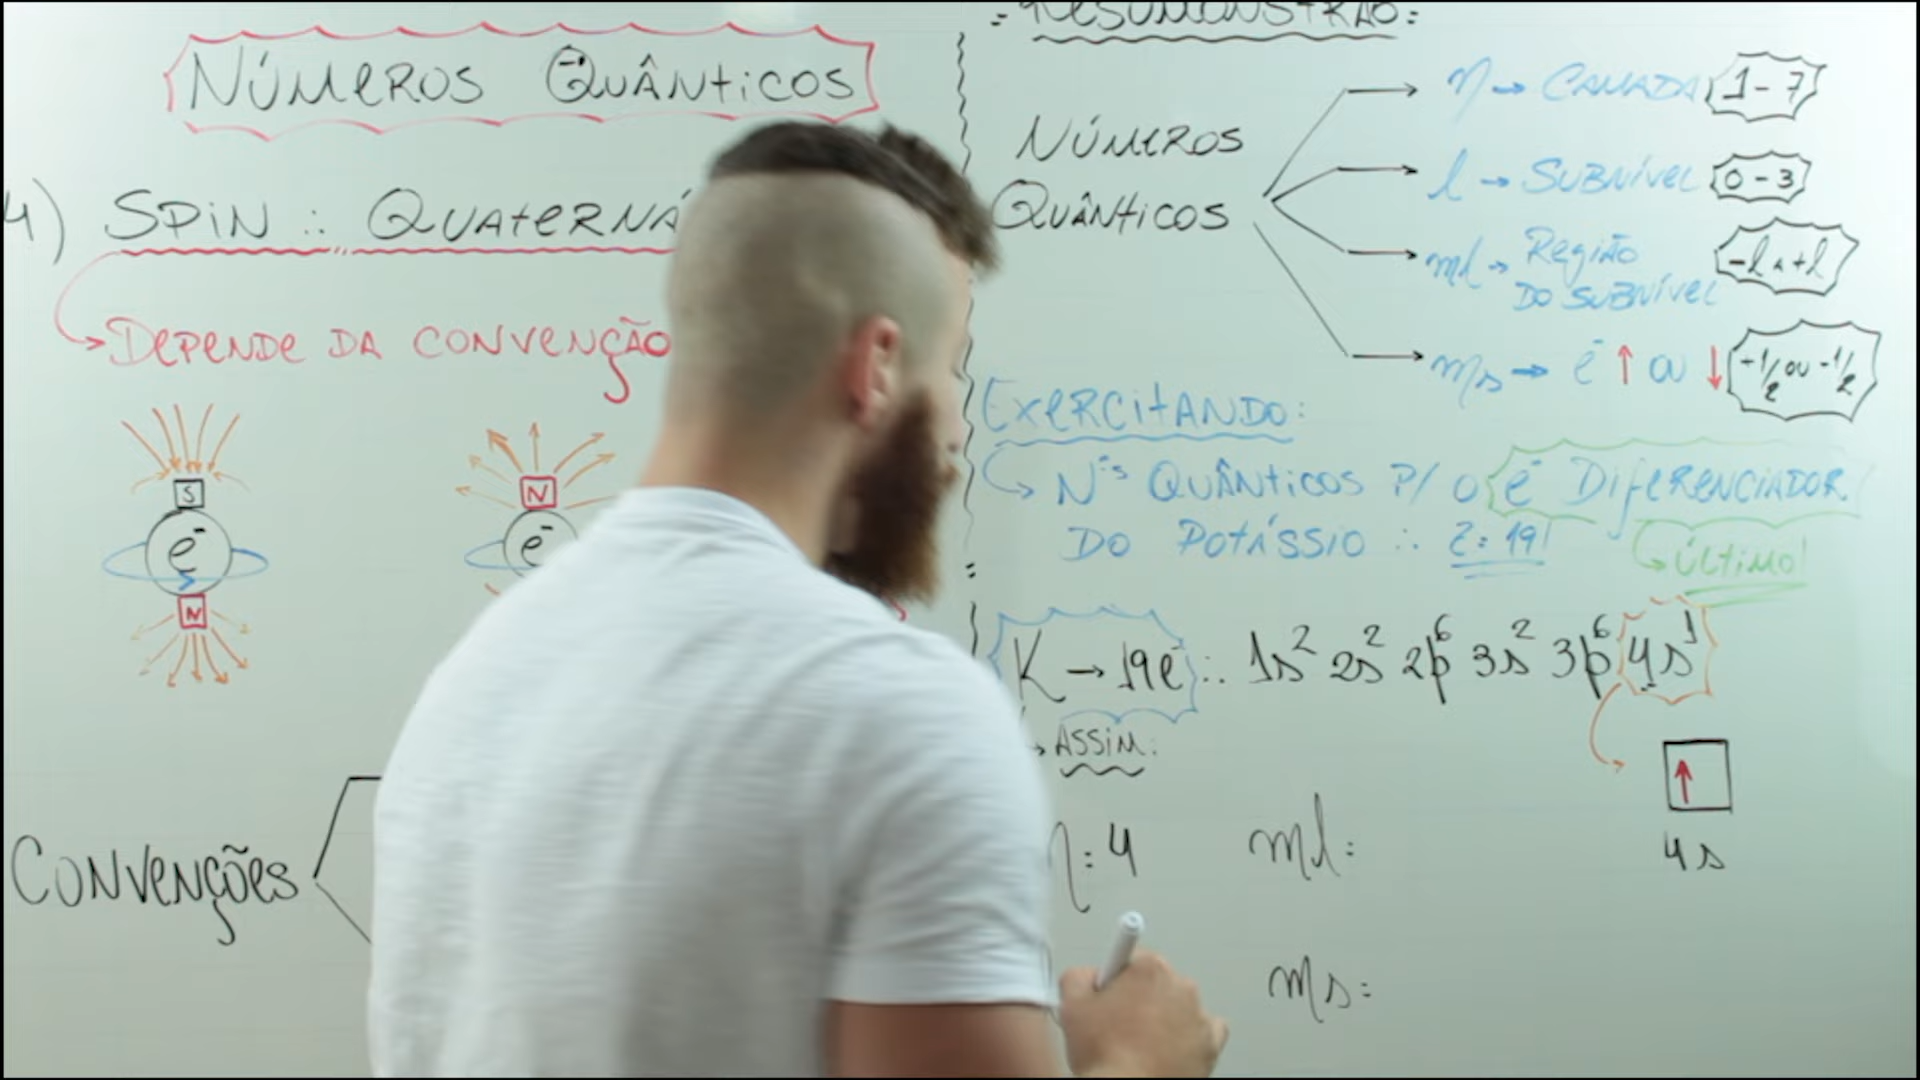 NÚMEROS QUÂNTICOS
4) SPIN ∴ QUATERNÁ
DEPENDE DA CONVENÇÃO
S
e⁻
N
N
e⁻
CONVENÇÕES
NÚMEROS
QUÂNTICOS
n → CAMADA 1-7
l → SUBNÍVEL 0-3
ml → REGIÃO
DO SUBNÍVEL -l a +l
ms → e⁻ ↑ ou ↓ +1/2 ou -1/2
EXERCITANDO:
Nºs QUÂNTICOS P/ O e⁻ DIFERENCIADOR
DO POTÁSSIO ∴ Z=19!
ÚLTIMO!
K → 19e⁻ ∴ 1s² 2s² 2p⁶ 3s² 3p⁶ 4s¹
ASSIM:
↑
4s
n = 4
ml =
ms =